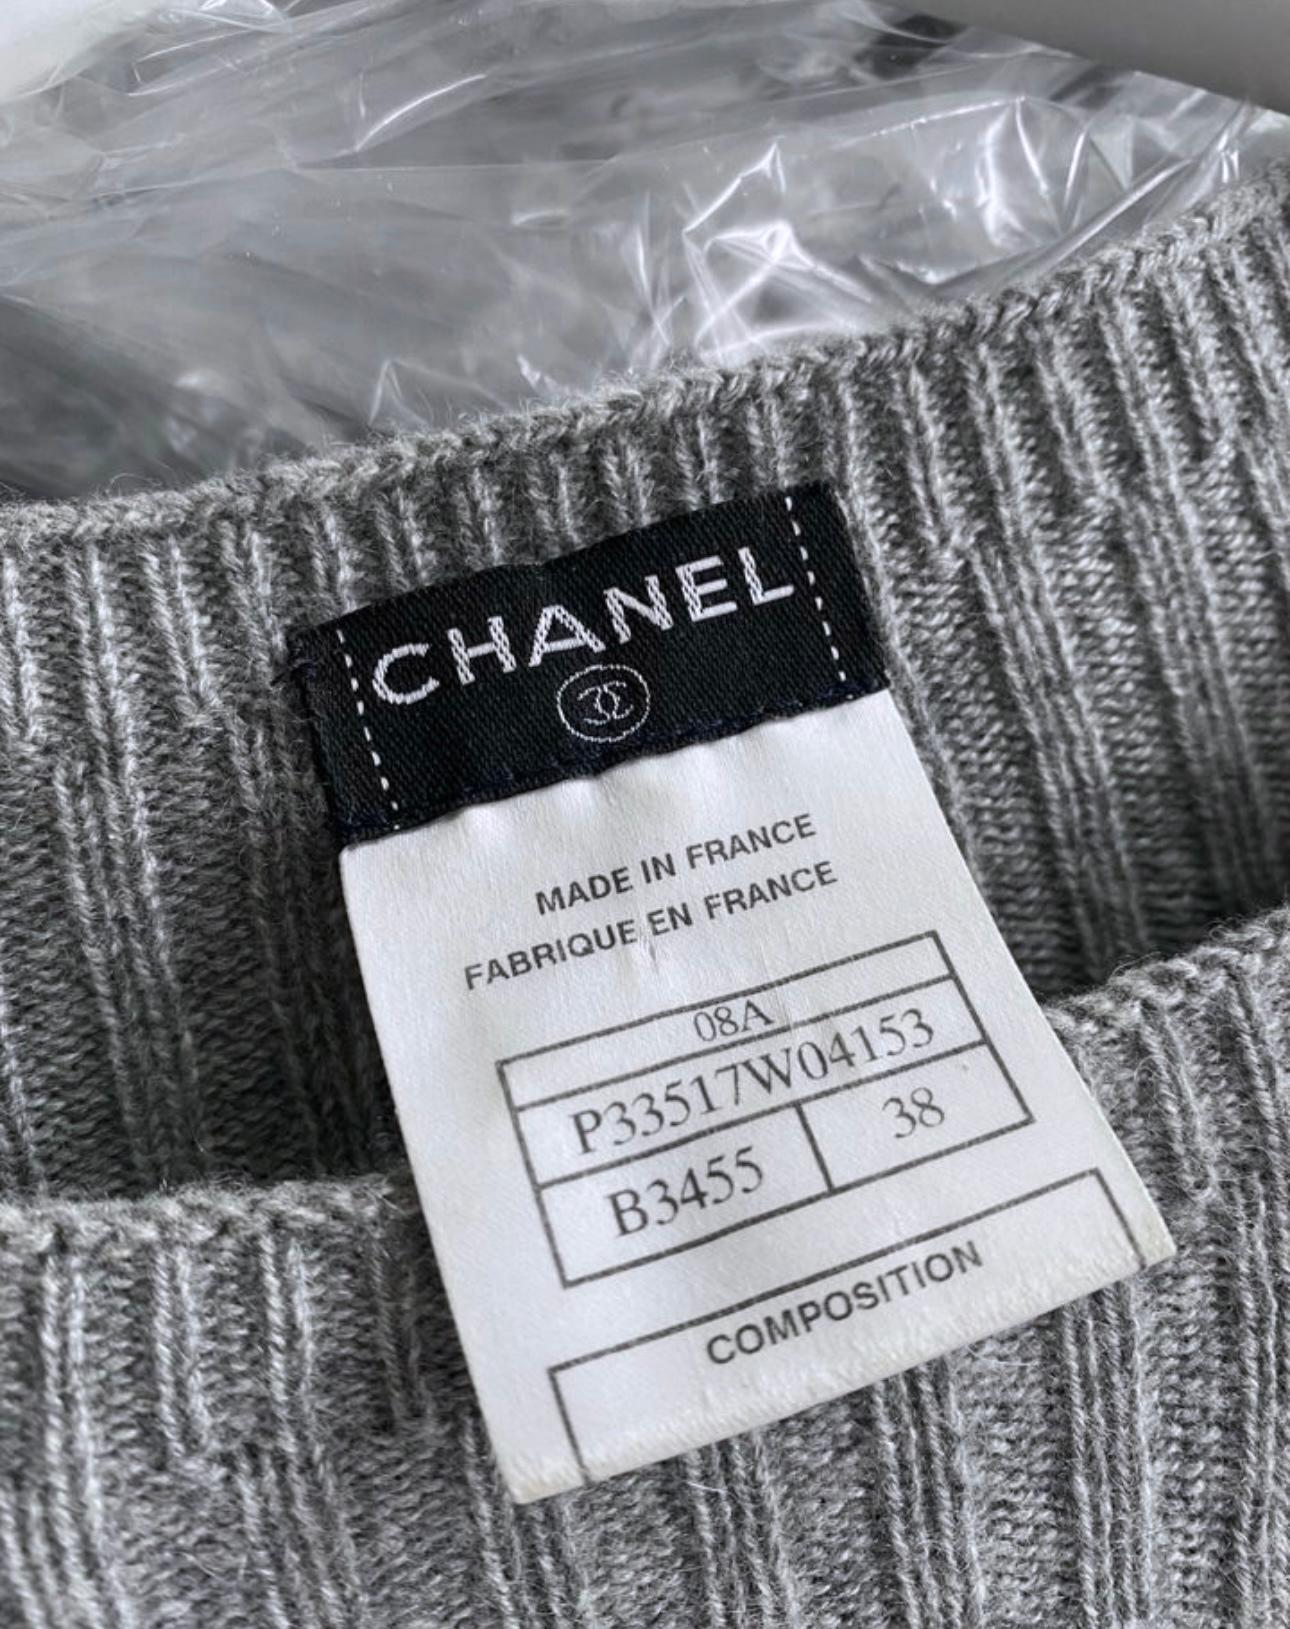 CHANEL
MADE IN FRANCE
FABRIQUE EN FRANCE
08A
P33517W04153
B3455 38
COMPOSITION